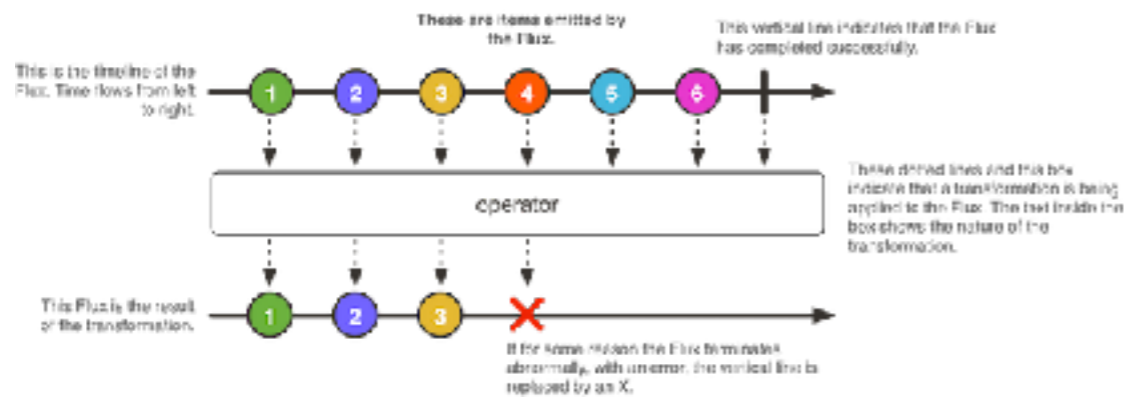 These are items emitted by
the Flux.
This vertical line indicates that the Flux
has completed successfully.
This is the timeline of the
Flux. Time flows from left
to right.
1 2 3 4 5 6
These dotted lines and this box
indicate that a transformation is being
applied to the Flux. The text inside the
box shows the nature of the
transformation.
operator
This Flux is the result
of the transformation.
1 2 3
If for some reason the Flux terminates
abnormally, with an error, the vertical line is
replaced by an X.